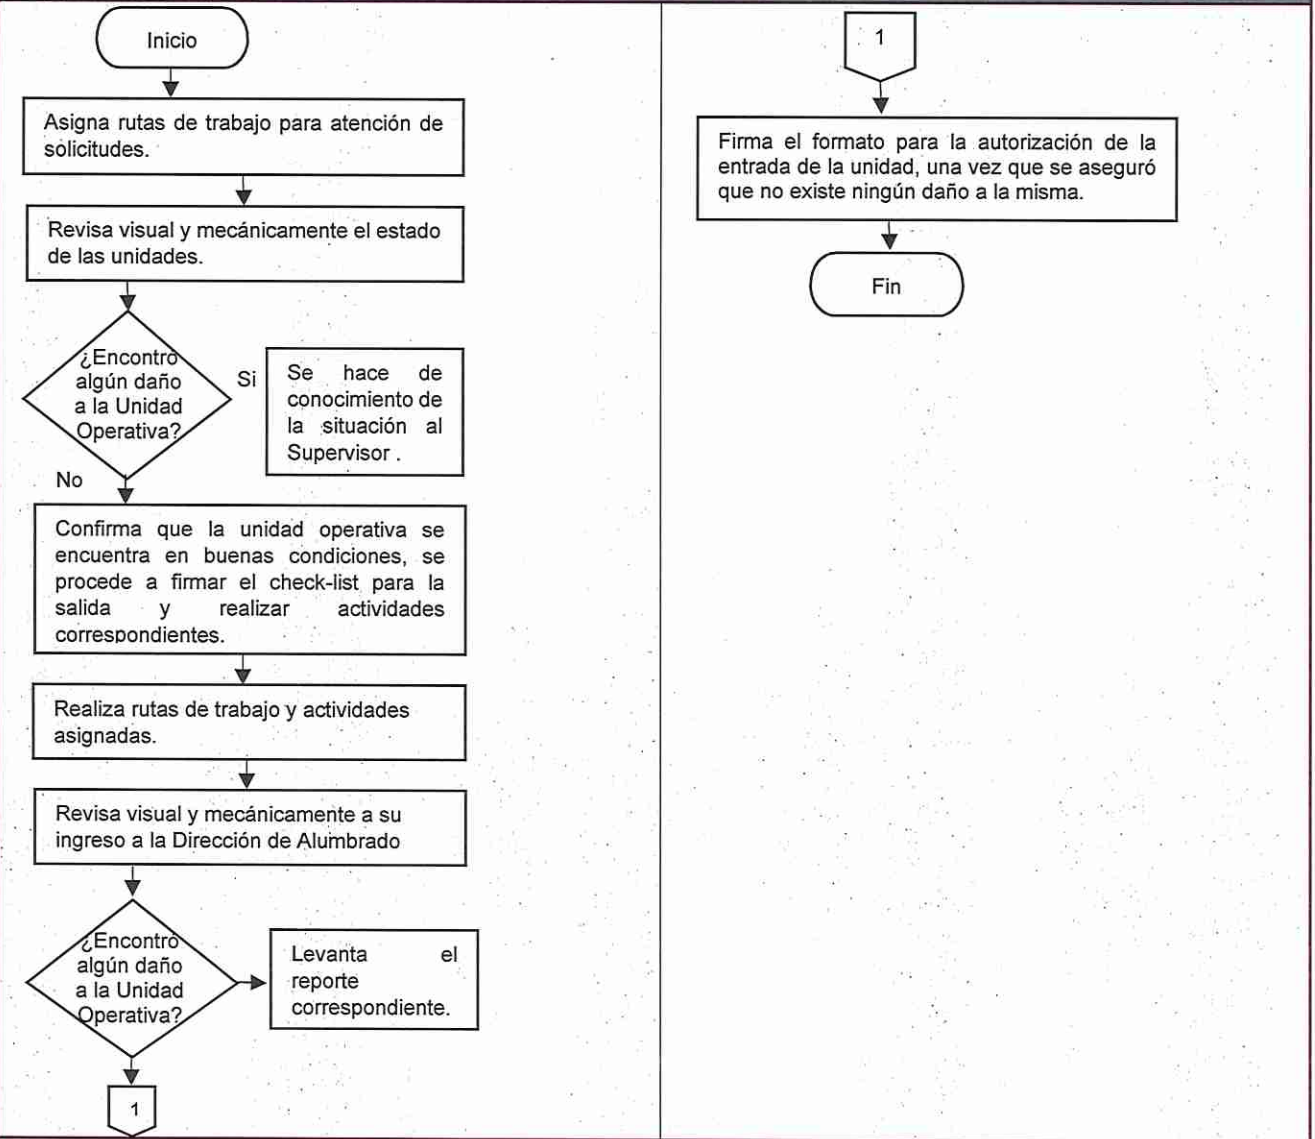 Inicio
Asigna rutas de trabajo para atención de
solicitudes.
Revisa visual y mecánicamente el estado
de las unidades.
¿Encontró
algún daño
a la Unidad
Operativa?
Si
Se hace de
conocimiento de
la situación al
Supervisor .
No
Confirma que la unidad operativa se
encuentra en buenas condiciones, se
procede a firmar el check-list para la
salida y realizar actividades
correspondientes.
Realiza rutas de trabajo y actividades
asignadas.
Revisa visual y mecánicamente a su
ingreso a la Dirección de Alumbrado
¿Encontró
algún daño
a la Unidad
Operativa?
Levanta el
reporte
correspondiente.
1
1
Firma el formato para la autorización de la
entrada de la unidad, una vez que se aseguró
que no existe ningún daño a la misma.
Fin